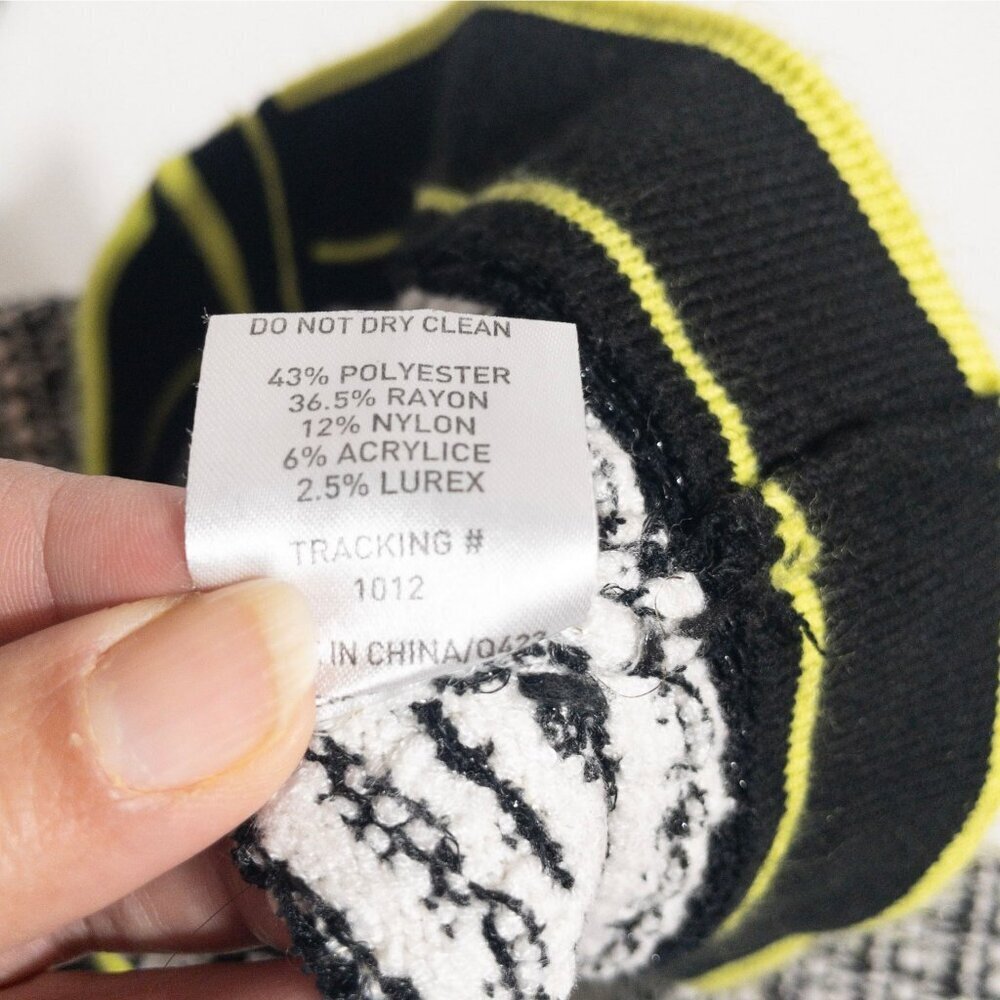 DO NOT DRY CLEAN
43% POLYESTER
36.5% RAYON
12% NYLON
6% ACRYLICE
2.5% LUREX
TRACKING #
1012
IN CHINA/0423